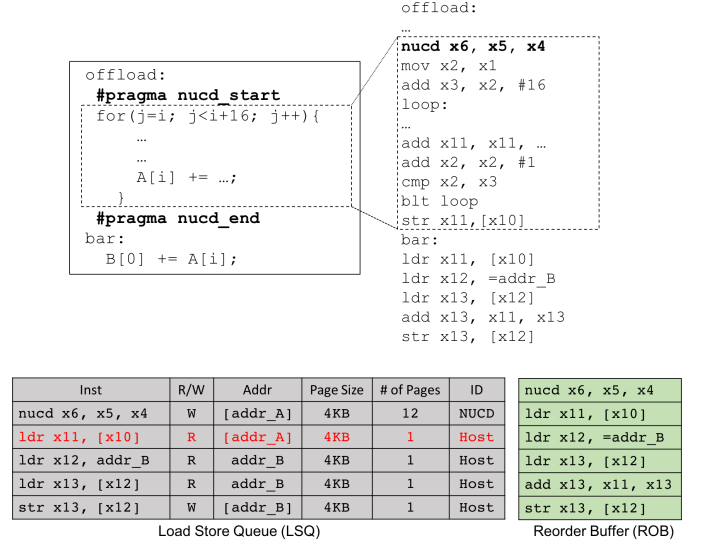 offload:
#pragma nucd_start
for(j=i; j<i+16; j++){
…
…
A[i] += …;
}
#pragma nucd_end
bar:
B[0] += A[i];
offload:
…
nucd x6, x5, x4
mov x2, x1
add x3, x2, #16
loop:
…
add x11, x11, …
add x2, x2, #1
cmp x2, x3
blt loop
str x11,[x10]
bar:
ldr x11, [x10]
ldr x12, =addr_B
ldr x13, [x12]
add x13, x11, x13
str x13, [x12]
Inst R/W Addr Page Size # of Pages ID
nucd x6, x5, x4 W [addr_A] 4KB 12 NUCD
ldr x11, [x10] R [addr_A] 4KB 1 Host
ldr x12, addr_B R addr_B 4KB 1 Host
ldr x13, [x12] R addr_B 4KB 1 Host
str x13, [x12] W [addr_B] 4KB 1 Host
Load Store Queue (LSQ)
nucd x6, x5, x4
ldr x11, [x10]
ldr x12, =addr_B
ldr x13, [x12]
add x13, x11, x13
str x13, [x12]
Reorder Buffer (ROB)